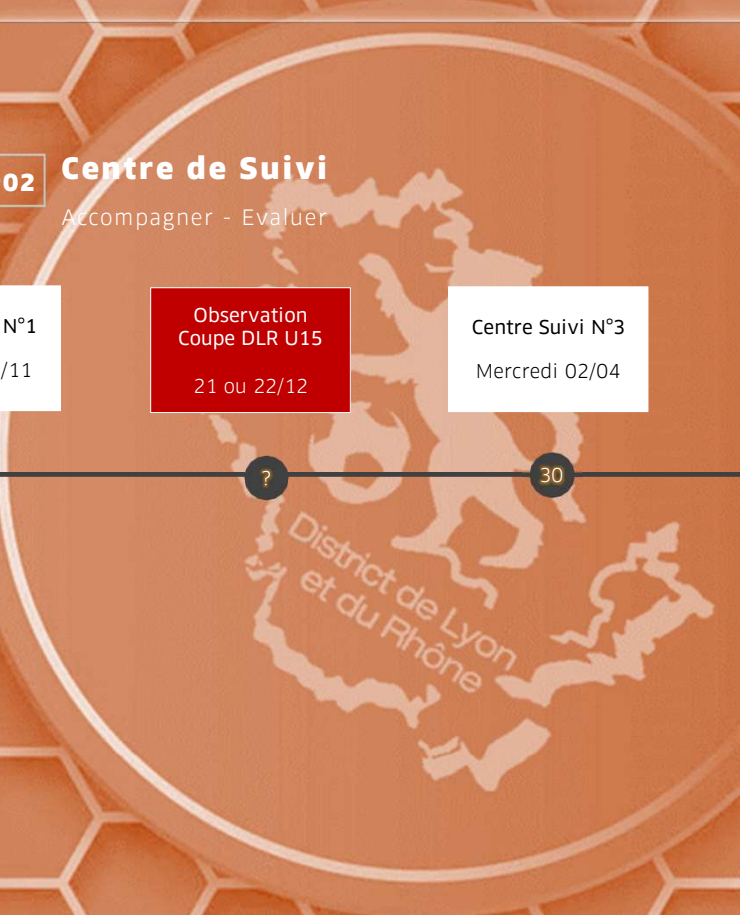 02
Centre de Suivi
Accompagner - Evaluer
N°1
/11
Observation
Coupe DLR U15
21 ou 22/12
Centre Suivi N°3
Mercredi 02/04
?
30
District de Lyon
et du Rhône